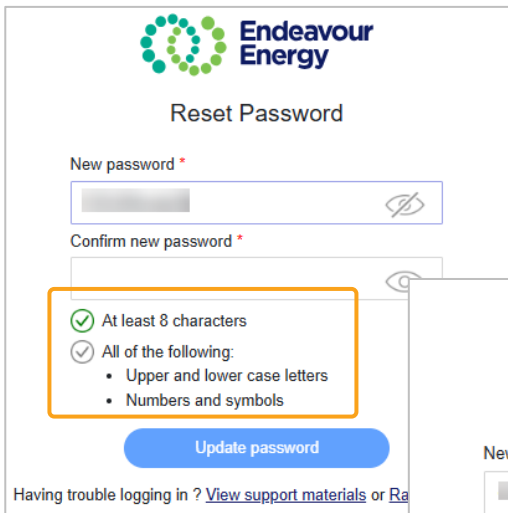 Endeavour
Energy
Reset Password
New password *
Confirm new password *
At least 8 characters
All of the following:
• Upper and lower case letters
• Numbers and symbols
Update password
Having trouble logging in ? View support materials or